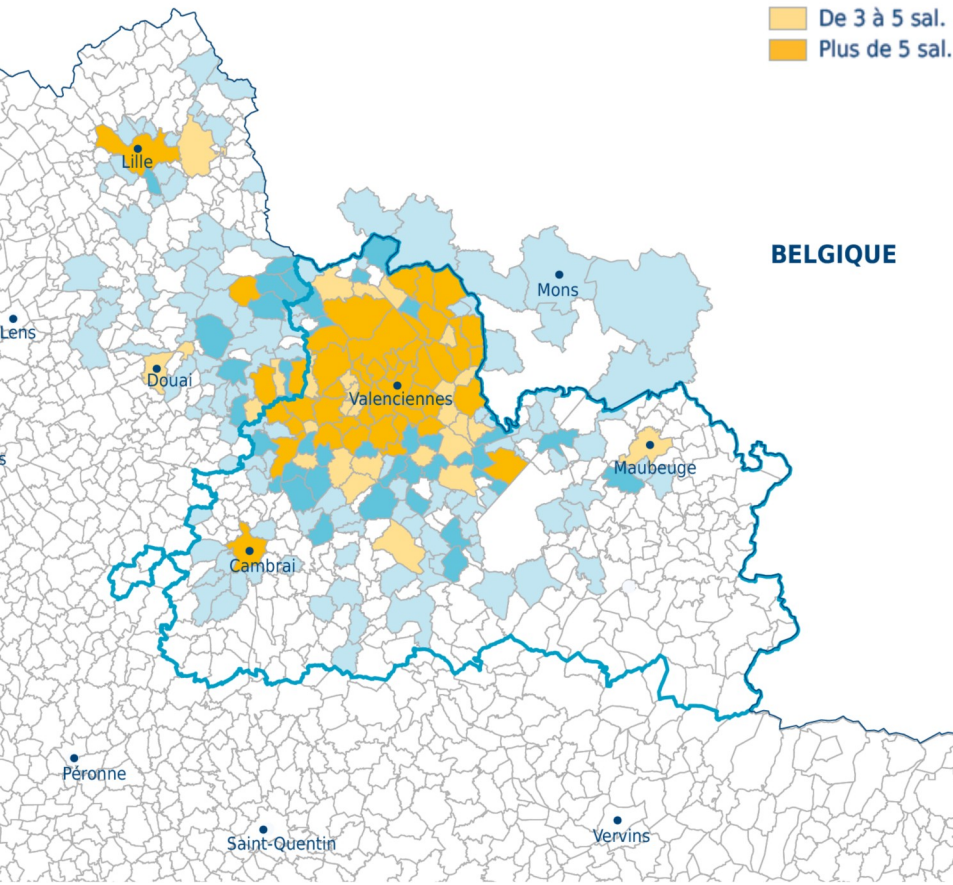 De 3 à 5 sal.
Plus de 5 sal.
Lille
BELGIQUE
Mons
Lens
Douai
Valenciennes
s
Maubeuge
Cambrai
Péronne
Saint-Quentin
Vervins